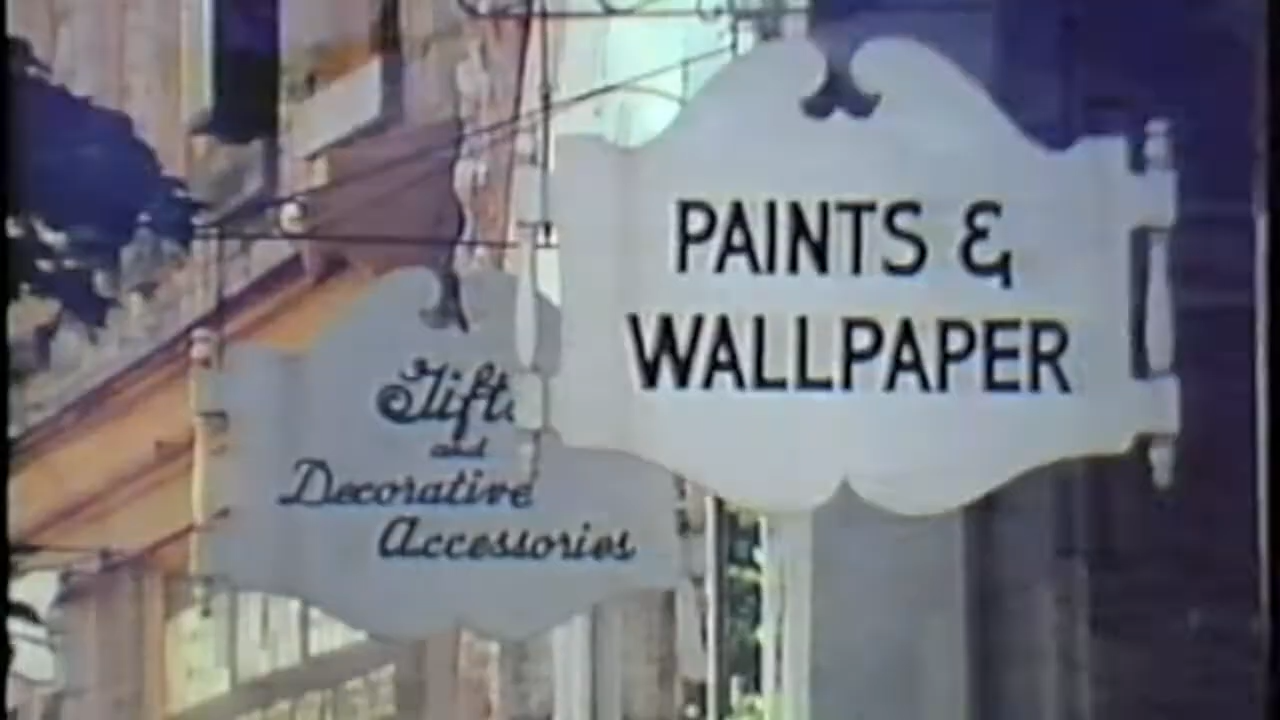 PAINTS &
WALLPAPER
Gifts
and
Decorative
Accessories